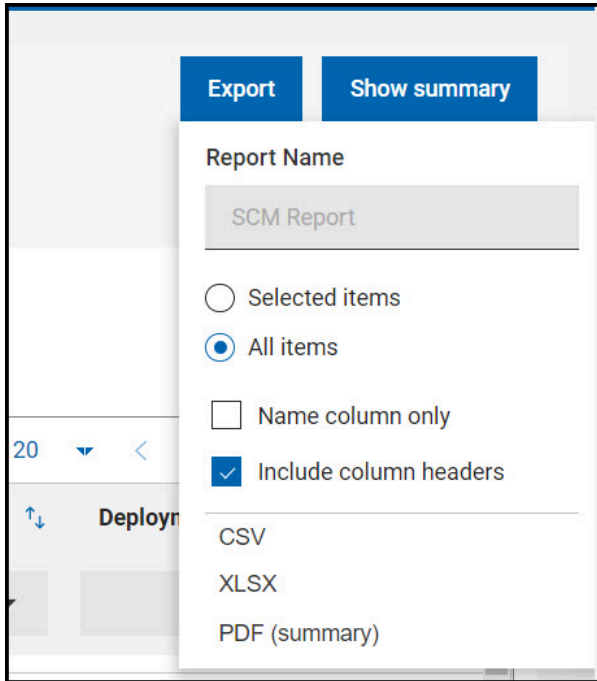 Export Show summary
Report Name
SCM Report
Selected items
All items
Name column only
20
Include column headers
Deployn
CSV
XLSX
PDF (summary)